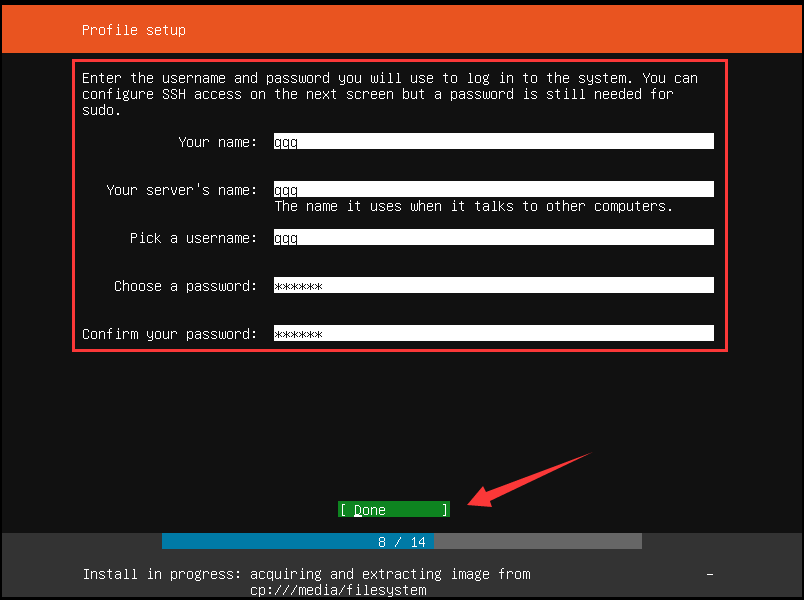 Profile setup
Enter the username and password you will use to log in to the system. You can
configure SSH access on the next screen but a password is still needed for
sudo.
Your name: qqq
Your server's name: qqq
The name it uses when it talks to other computers.
Pick a username: qqq
Choose a password: ******
Confirm your password: ******
[ Done ]
8 / 14
Install in progress: acquiring and extracting image from
cp:///media/filesystem